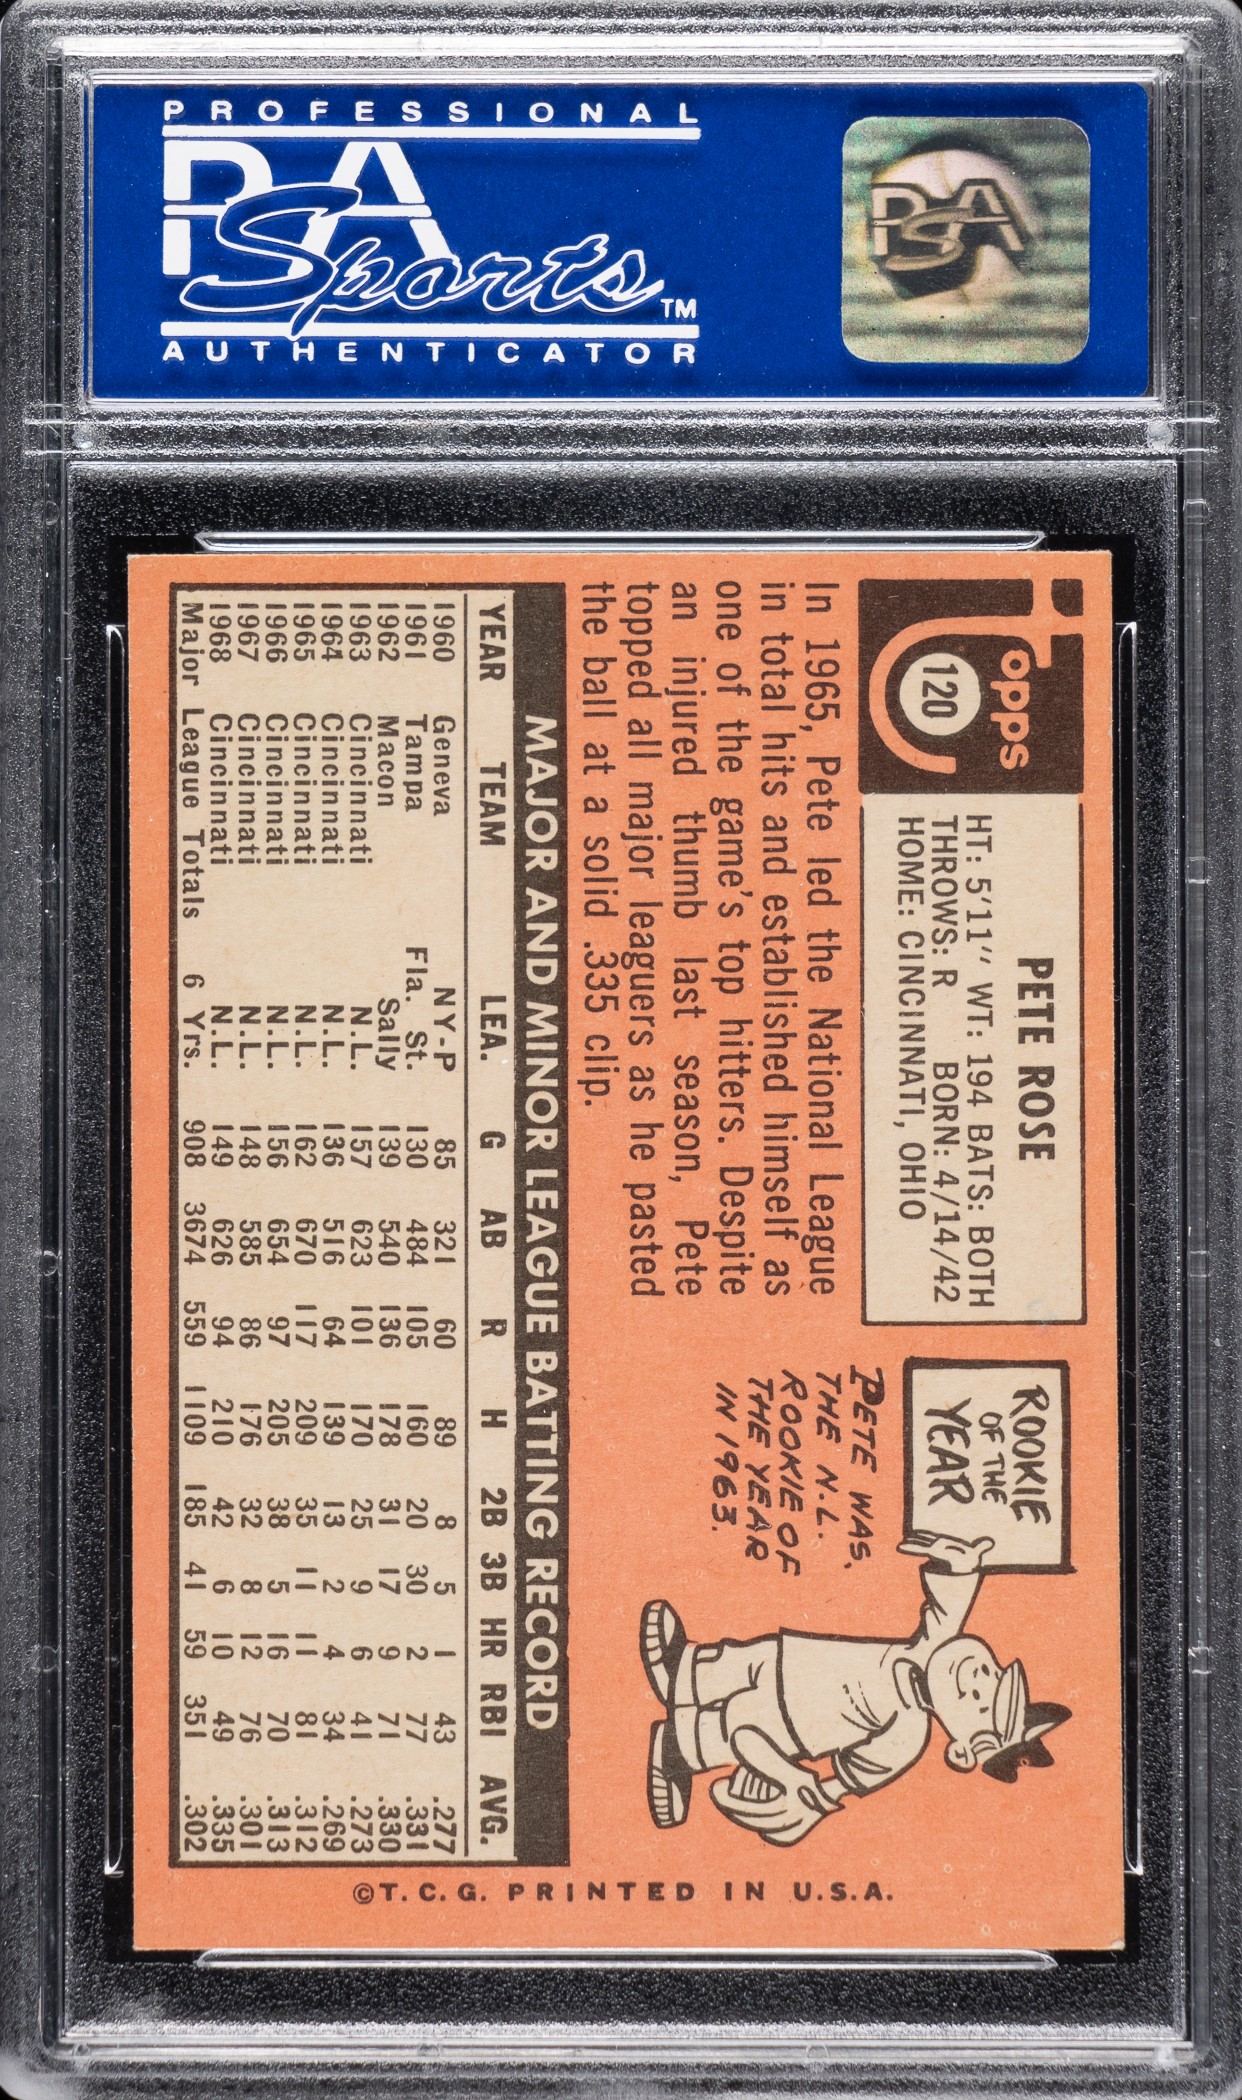 PROFESSIONAL
PSA
Sports™
AUTHENTICATOR
PSA
Topps
120
PETE ROSE
HT: 5'11" WT: 194 BATS: BOTH
THROWS: R BORN: 4/14/42
HOME: CINCINNATI, OHIO
ROOKIE
OF THE
YEAR
PETE WAS.
THE N.L.
ROOKIE OF
THE YEAR
IN 1963.
In 1965, Pete led the National League
in total hits and established himself as
one of the game's top hitters. Despite
an injured thumb last season, Pete
topped all major leaguers as he pasted
the ball at a solid .335 clip.
MAJOR AND MINOR LEAGUE BATTING RECORD
YEAR TEAM LEA. G AB R H 2B 3B HR RBI AVG.
1960 Geneva NY-P 85 321 60 89 8 5 1 43 .277
1961 Tampa Fla. St. 130 484 105 160 20 30 2 77 .331
1962 Macon Sally 139 540 136 178 31 17 9 71 .330
1963 Cincinnati N.L. 157 623 101 170 25 9 6 41 .273
1964 Cincinnati N.L. 136 516 64 139 13 2 4 34 .269
1965 Cincinnati N.L. 162 670 117 209 35 11 11 81 .312
1966 Cincinnati N.L. 156 654 97 205 38 5 16 70 .313
1967 Cincinnati N.L. 148 585 86 176 32 8 12 76 .301
1968 Cincinnati N.L. 149 626 94 210 42 6 10 49 .335
Major League Totals 6 Yrs. 908 3674 559 1109 185 41 59 351 .302
©T.C.G. PRINTED IN U.S.A.